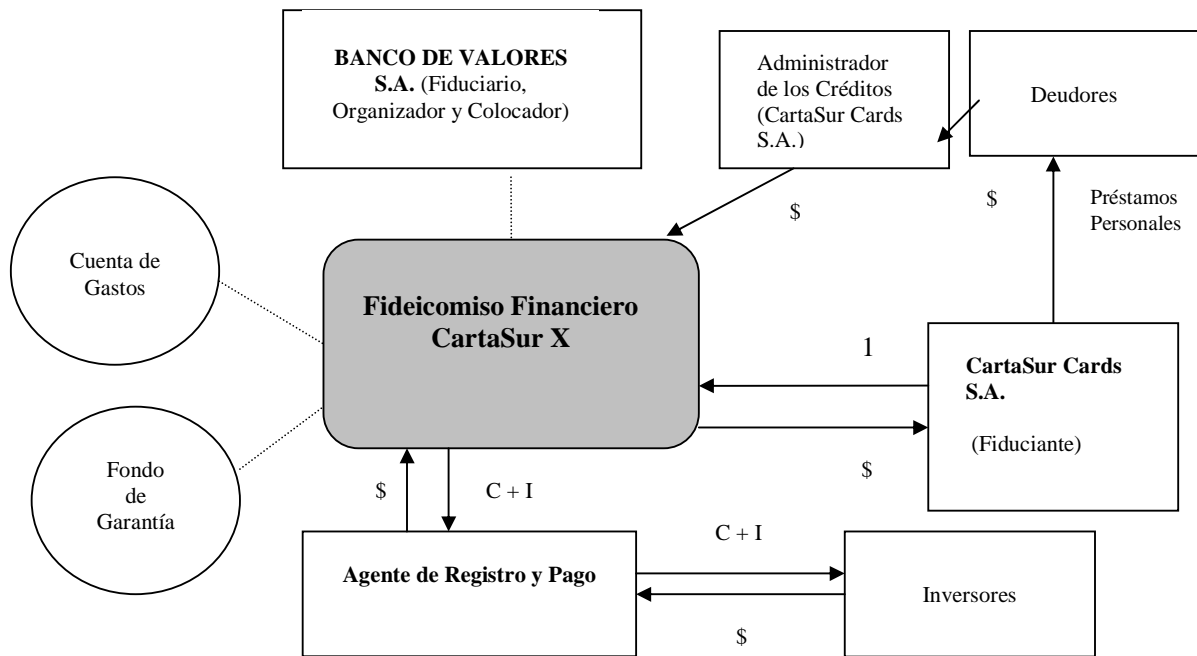 BANCO DE VALORES
S.A. (Fiduciario,
Organizador y Colocador)
Administrador
de los Créditos
(CartaSur Cards
S.A.)
Deudores
$
$
Préstamos
Personales
Cuenta de
Gastos
Fideicomiso Financiero
CartaSur X
1
CartaSur Cards
S.A.
(Fiduciante)
$
Fondo
de
Garantía
$
C + I
C + I
Agente de Registro y Pago
Inversores
$